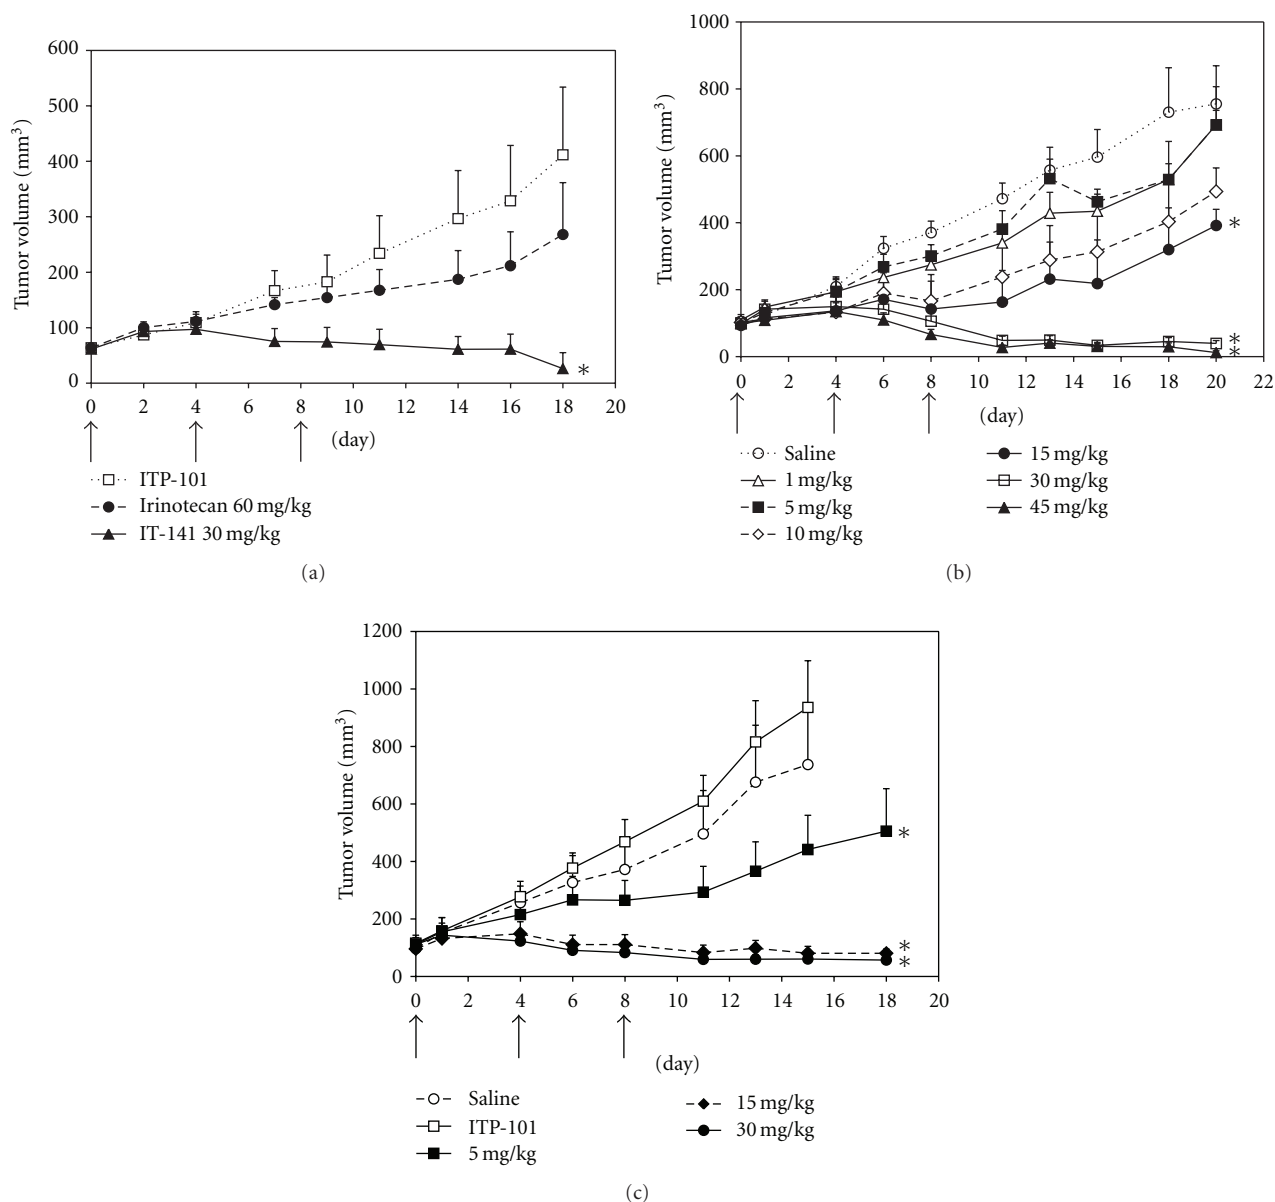 600
500
400
300
200
100
0
Tumor volume (mm³)
0 2 4 6 8 10 12 14 16 18 20
(day)
*
ITP-101
Irinotecan 60 mg/kg
IT-141 30 mg/kg
(a)
1000
800
600
400
200
0
Tumor volume (mm³)
0 2 4 6 8 10 12 14 16 18 20 22
(day)
*
*
*
Saline
1 mg/kg
5 mg/kg
10 mg/kg
15 mg/kg
30 mg/kg
45 mg/kg
(b)
1200
1000
800
600
400
200
0
Tumor volume (mm³)
0 2 4 6 8 10 12 14 16 18 20
(day)
*
*
*
Saline
ITP-101
5 mg/kg
15 mg/kg
30 mg/kg
(c)